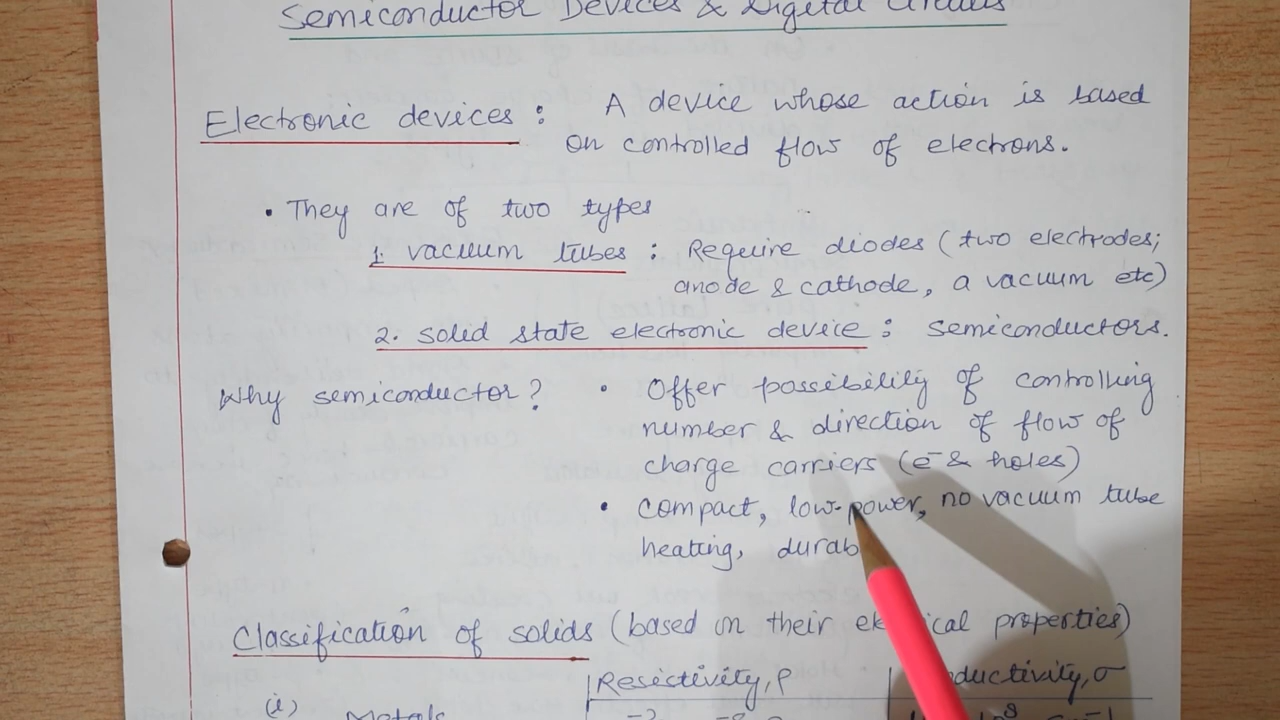 Semiconductor Devices & Digital Circuits
Electronic devices : A device whose action is based
on controlled flow of electrons.
• They are of two types
1. vacuum tubes : Require diodes (two electrodes;
anode & cathode, a vacuum etc)
2. solid state electronic device : semiconductors.
Why semiconductor? • Offer possibility of controlling
number & direction of flow of
charge carriers (e⁻ & holes)
• compact, low-power, no vacuum tube
heating, durab
Classification of solids (based on their electrical properties)
Resistivity, ρ ductivity, σ
(i) Metals